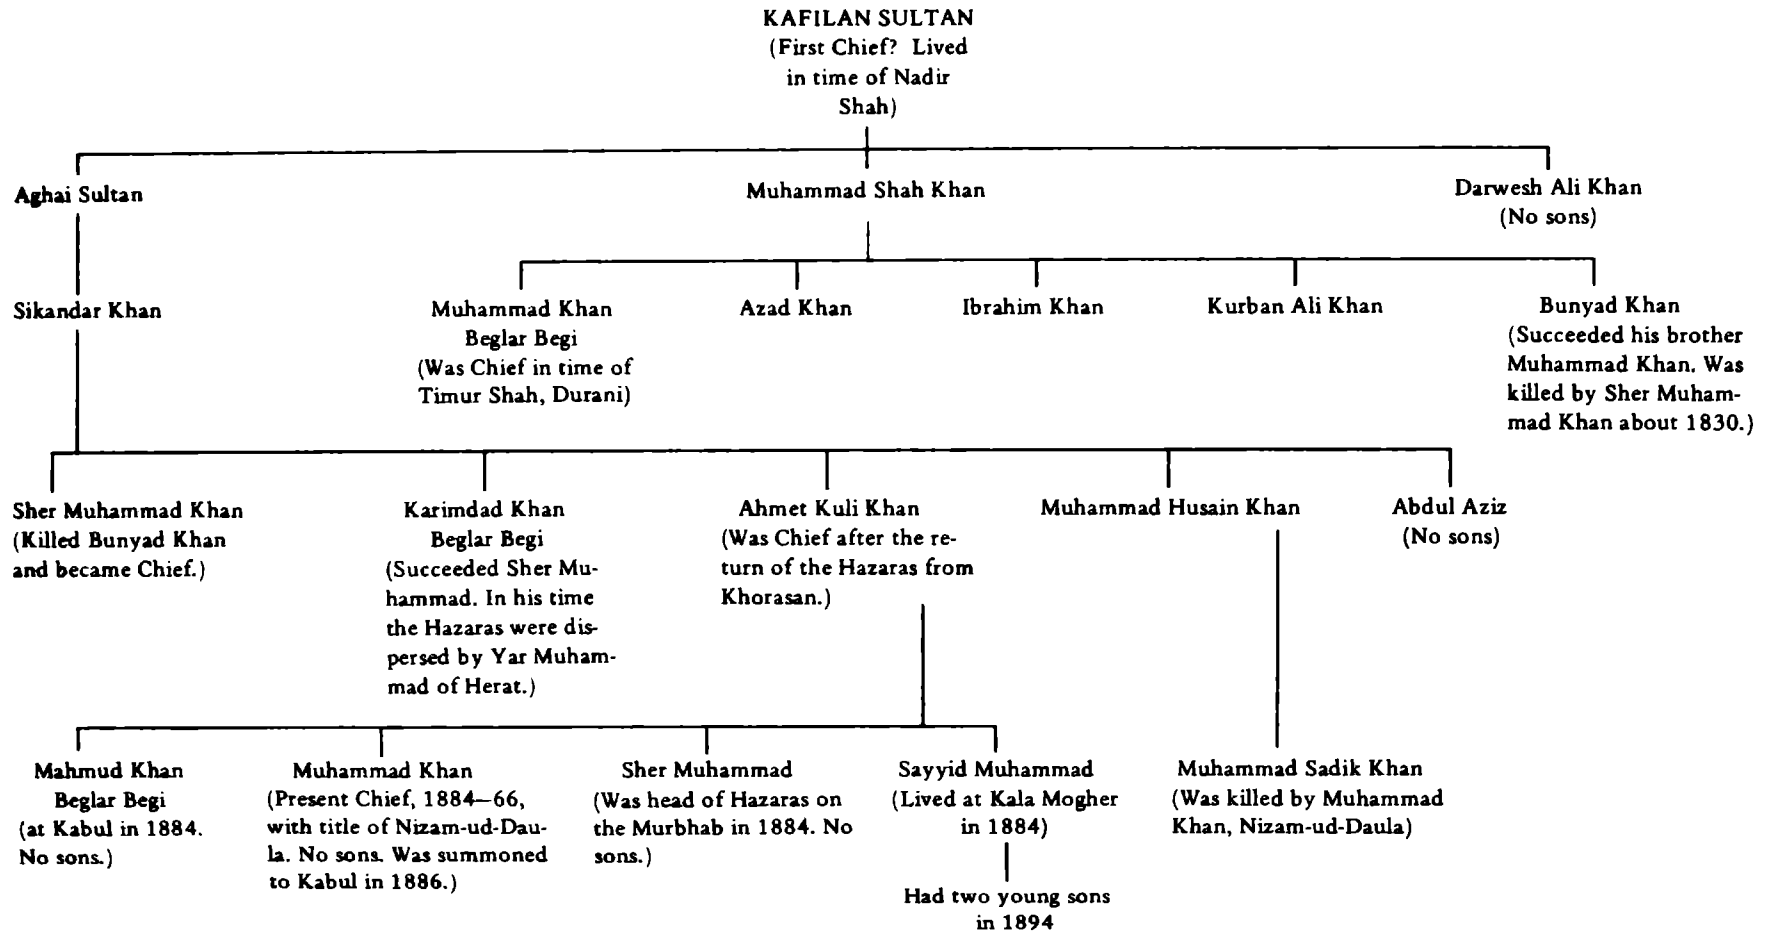 KAFILAN SULTAN
(First Chief? Lived
in time of Nadir
Shah)
Aghai Sultan
Muhammad Shah Khan
Darwesh Ali Khan
(No sons)
Sikandar Khan
Muhammad Khan
Beglar Begi
(Was Chief in time of
Timur Shah, Durani)
Azad Khan
Ibrahim Khan
Kurban Ali Khan
Bunyad Khan
(Succeeded his brother
Muhammad Khan. Was
killed by Sher Muham-
mad Khan about 1830.)
Sher Muhammad Khan
(Killed Bunyad Khan
and became Chief.)
Karimdad Khan
Beglar Begi
(Succeeded Sher Mu-
hammad. In his time
the Hazaras were dis-
persed by Yar Muham-
mad of Herat.)
Ahmet Kuli Khan
(Was Chief after the re-
turn of the Hazaras from
Khorasan.)
Muhammad Husain Khan
Abdul Aziz
(No sons)
Mahmud Khan
Beglar Begi
(at Kabul in 1884.
No sons.)
Muhammad Khan
(Present Chief, 1884–66,
with title of Nizam-ud-Dau-
la. No sons. Was summoned
to Kabul in 1886.)
Sher Muhammad
(Was head of Hazaras on
the Murbhab in 1884. No
sons.)
Sayyid Muhammad
(Lived at Kala Mogher
in 1884)
Had two young sons
in 1894
Muhammad Sadik Khan
(Was killed by Muhammad
Khan, Nizam-ud-Daula)